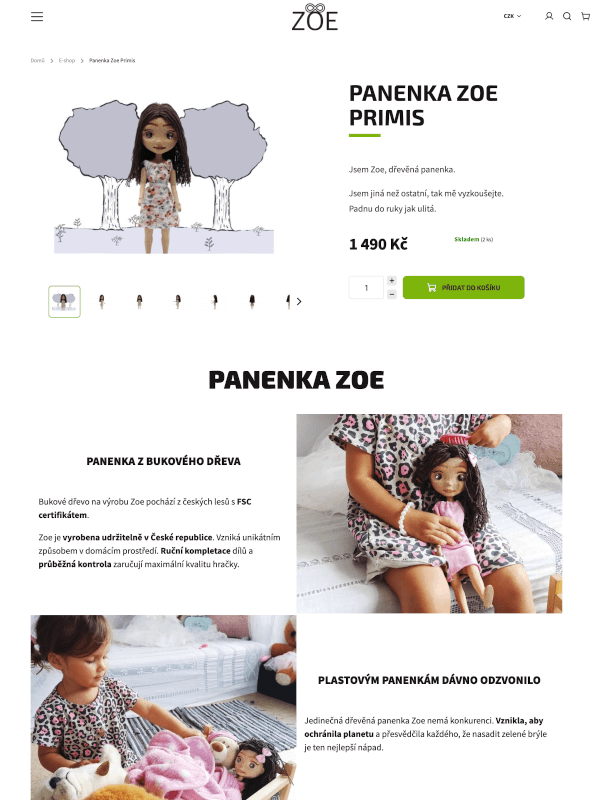 ZOE
CZK
Domů > E-shop > Panenka Zoe Primis
PANENKA ZOE
PRIMIS
Jsem Zoe, dřevěná panenka.
Jsem jiná než ostatní, tak mě vyzkoušejte.
Padnu do ruky jak ulitá.
1 490 Kč
Skladem (2 ks)
1
+
−
PŘIDAT DO KOŠÍKU
PANENKA ZOE
PANENKA Z BUKOVÉHO DŘEVA
Bukové dřevo na výrobu Zoe pochází z českých lesů s FSC
certifikátem.
Zoe je vyrobena udržitelně v České republice. Vzniká unikátním
způsobem v domácím prostředí. Ruční kompletace dílů a
průběžná kontrola zaručují maximální kvalitu hračky.
PLASTOVÝM PANENKÁM DÁVNO ODZVONILO
Jedinečná dřevěná panenka Zoe nemá konkurenci. Vznikla, aby
ochránila planetu a přesvědčila každého, že nasadit zelené brýle
je ten nejlepší nápad.